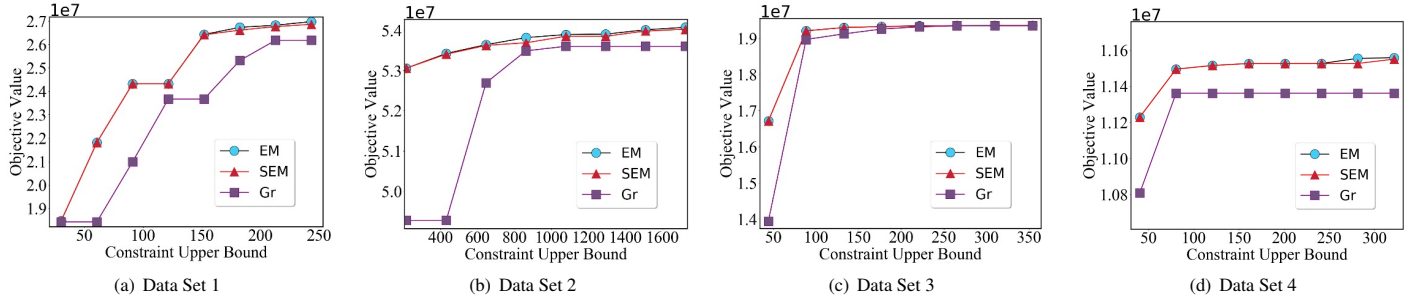 1e7
2.7
2.6
2.5
2.4
2.3
2.2
2.1
2.0
1.9
Objective Value
EM
SEM
Gr
50 100 150 200 250
Constraint Upper Bound
(a) Data Set 1
1e7
5.4
5.3
5.2
5.1
5.0
Objective Value
EM
SEM
Gr
400 600 800 1000 1200 1400 1600
Constraint Upper Bound
(b) Data Set 2
1e7
1.9
1.8
1.7
1.6
1.5
1.4
Objective Value
EM
SEM
Gr
50 100 150 200 250 300 350
Constraint Upper Bound
(c) Data Set 3
1e7
1.16
1.14
1.12
1.10
1.08
Objective Value
EM
SEM
Gr
50 100 150 200 250 300
Constraint Upper Bound
(d) Data Set 4